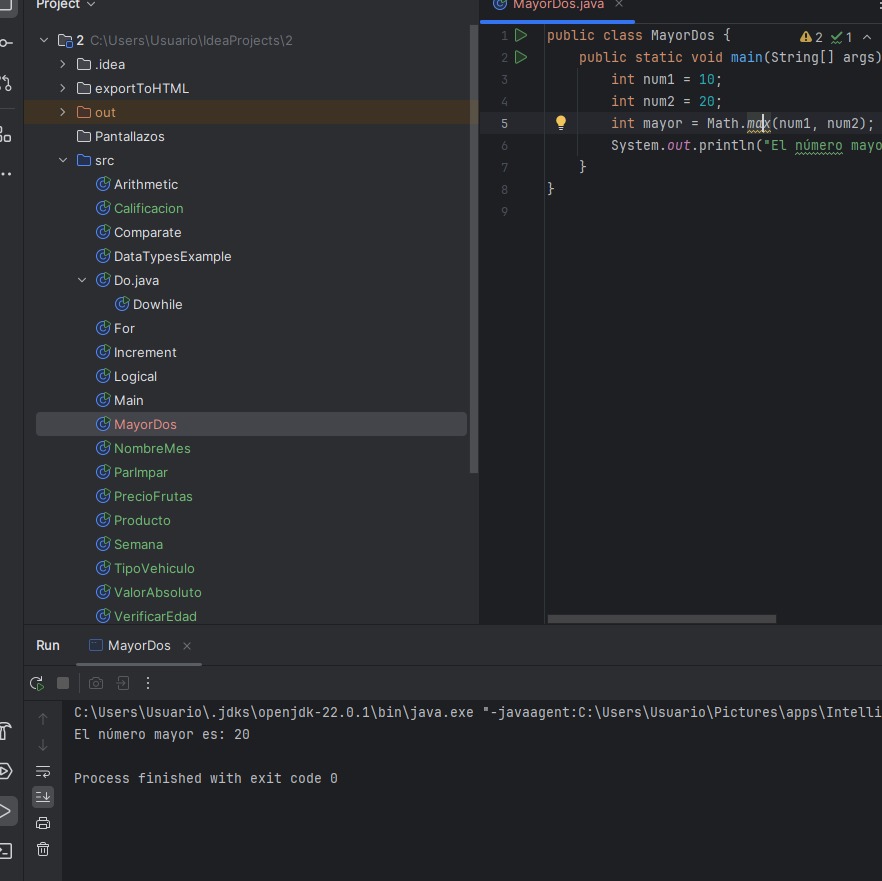 Project
MayorDos.java
2 C:\Users\Usuario\IdeaProjects\2
.idea
exportToHTML
out
Pantallazos
src
Arithmetic
Calificacion
Comparate
DataTypesExample
Do.java
Dowhile
For
Increment
Logical
Main
MayorDos
NombreMes
ParImpar
PrecioFrutas
Producto
Semana
TipoVehiculo
ValorAbsoluto
VerificarEdad
2 1
1 public class MayorDos {
2 public static void main(String[] args)
3 int num1 = 10;
4 int num2 = 20;
5 int mayor = Math.max(num1, num2);
6 System.out.println("El número mayo
7 }
8 }
9
Run MayorDos
C:\Users\Usuario\.jdks\openjdk-22.0.1\bin\java.exe "-javaagent:C:\Users\Usuario\Pictures\apps\Intelli
El número mayor es: 20
Process finished with exit code 0